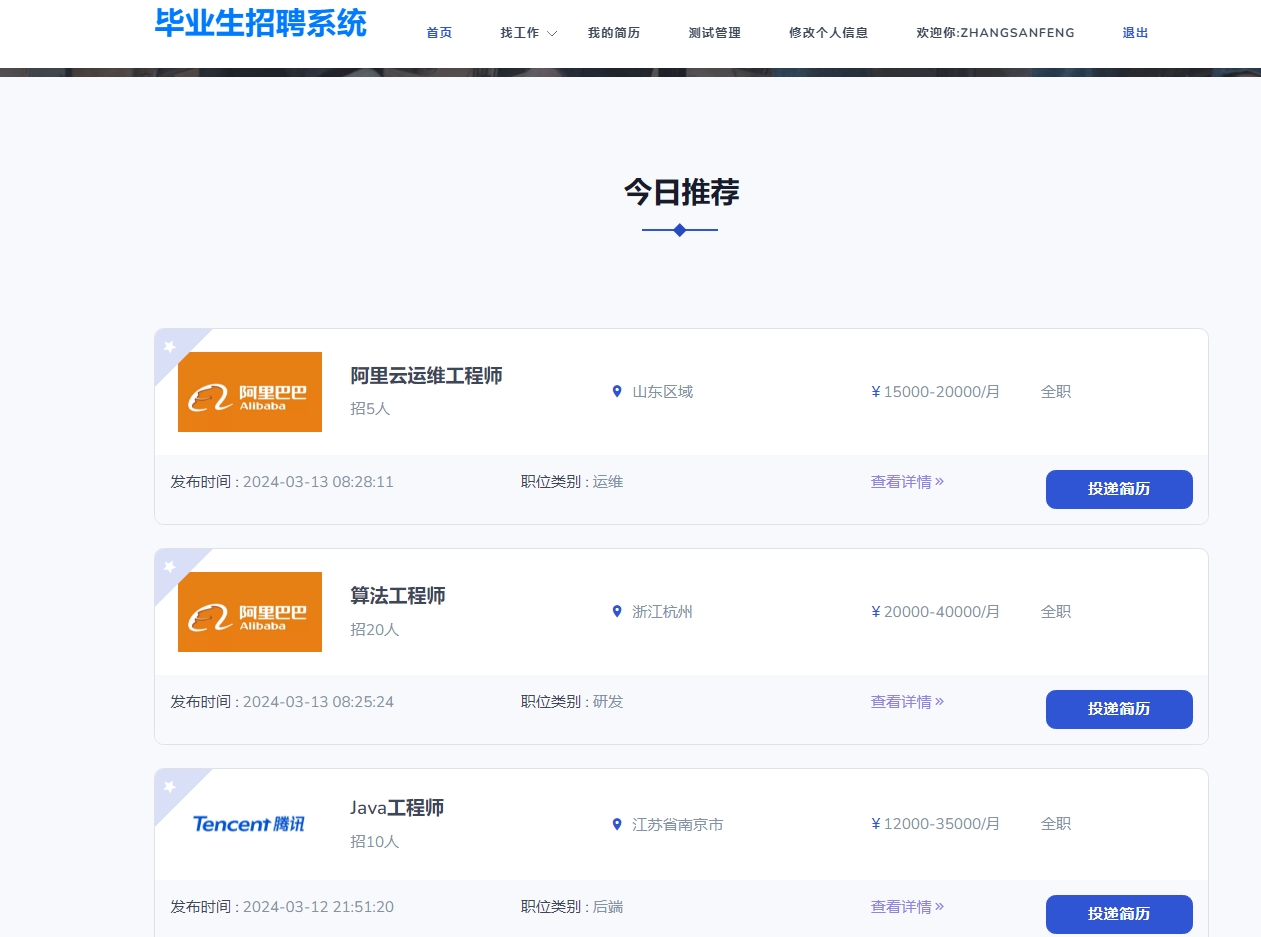 毕业生招聘系统 首页 找工作 我的简历 测试管理 修改个人信息 欢迎你:ZHANGSANFENG 退出
今日推荐
阿里巴巴
Alibaba
阿里云运维工程师
招5人
山东区域
¥ 15000-20000/月
全职
发布时间 : 2024-03-13 08:28:11 职位类别 : 运维 查看详情 » 投递简历
阿里巴巴
Alibaba
算法工程师
招20人
浙江杭州
¥ 20000-40000/月
全职
发布时间 : 2024-03-13 08:25:24 职位类别 : 研发 查看详情 » 投递简历
Tencent 腾讯
Java工程师
招10人
江苏省南京市
¥ 12000-35000/月
全职
发布时间 : 2024-03-12 21:51:20 职位类别 : 后端 查看详情 » 投递简历